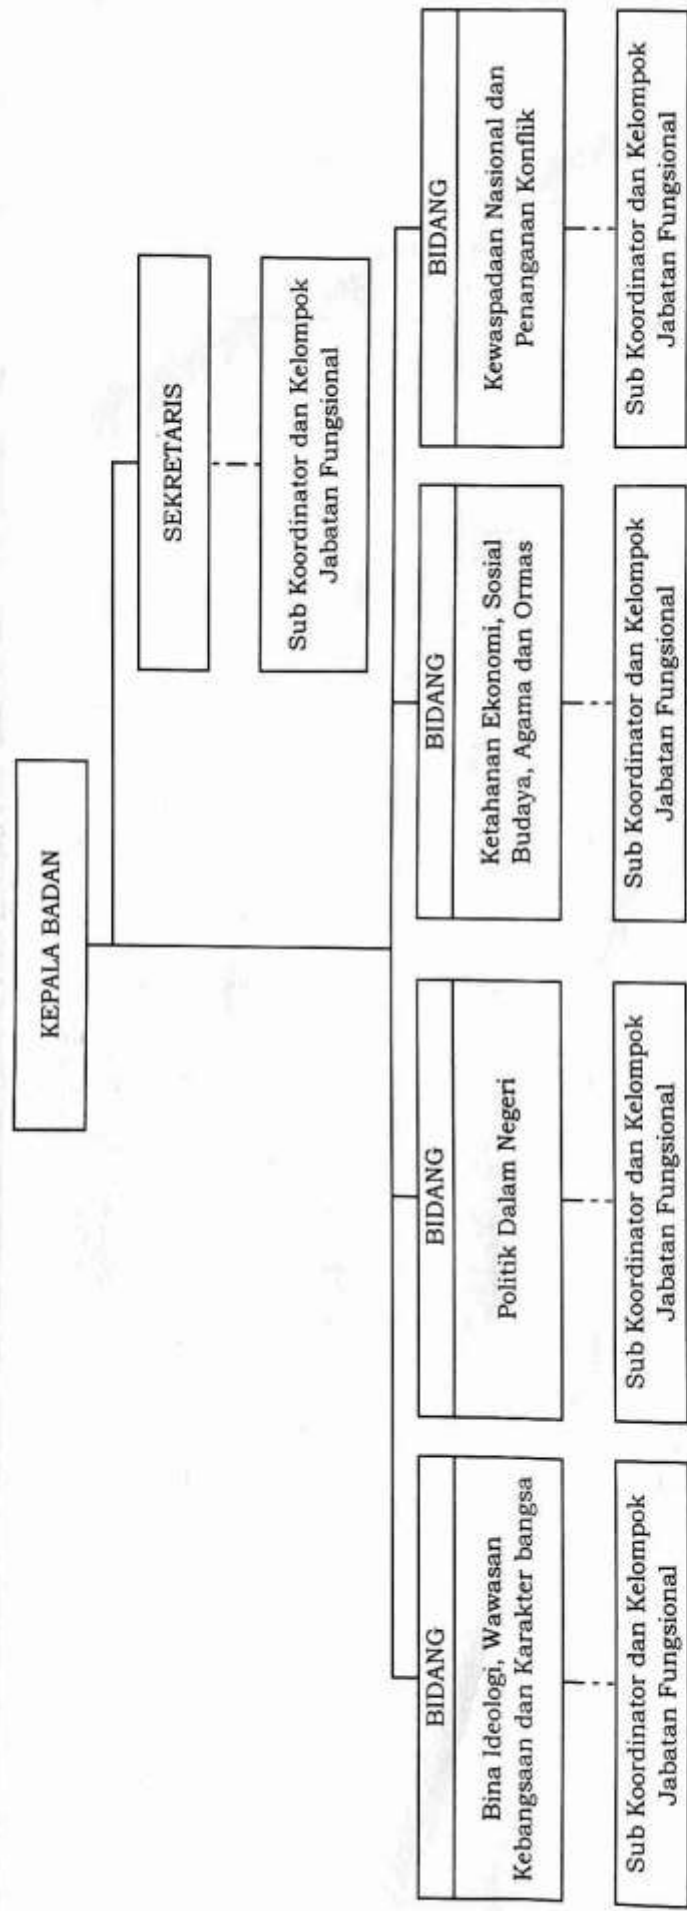 KEPALA BADAN
SEKRETARIS
Sub Koordinator dan Kelompok
Jabatan Fungsional
BIDANG
Bina Ideologi, Wawasan
Kebangsaan dan Karakter bangsa
Sub Koordinator dan Kelompok
Jabatan Fungsional
BIDANG
Politik Dalam Negeri
Sub Koordinator dan Kelompok
Jabatan Fungsional
BIDANG
Ketahanan Ekonomi, Sosial
Budaya, Agama dan Ormas
Sub Koordinator dan Kelompok
Jabatan Fungsional
BIDANG
Kewaspadaan Nasional dan
Penanganan Konflik
Sub Koordinator dan Kelompok
Jabatan Fungsional